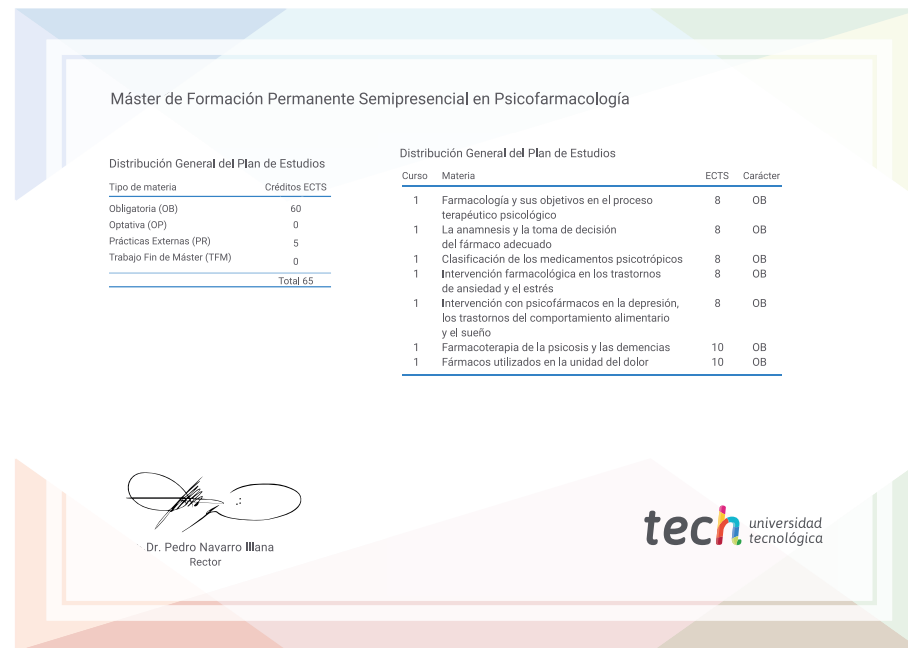 Máster de Formación Permanente Semipresencial en Psicofarmacología
Distribución General del Plan de Estudios
Tipo de materia Créditos ECTS
Obligatoria (OB) 60
Optativa (OP) 0
Prácticas Externas (PR) 5
Trabajo Fin de Máster (TFM) 0
Total 65
Distribución General del Plan de Estudios
Curso Materia ECTS Carácter
1 Farmacología y sus objetivos en el proceso 8 OB
terapéutico psicológico
1 La anamnesis y la toma de decisión 8 OB
del fármaco adecuado
1 Clasificación de los medicamentos psicotrópicos 8 OB
1 Intervención farmacológica en los trastornos 8 OB
de ansiedad y el estrés
1 Intervención con psicofármacos en la depresión, 8 OB
los trastornos del comportamiento alimentario
y el sueño
1 Farmacoterapia de la psicosis y las demencias 10 OB
1 Fármacos utilizados en la unidad del dolor 10 OB
Dr. Pedro Navarro Illana
Rector
tech universidad
tecnológica